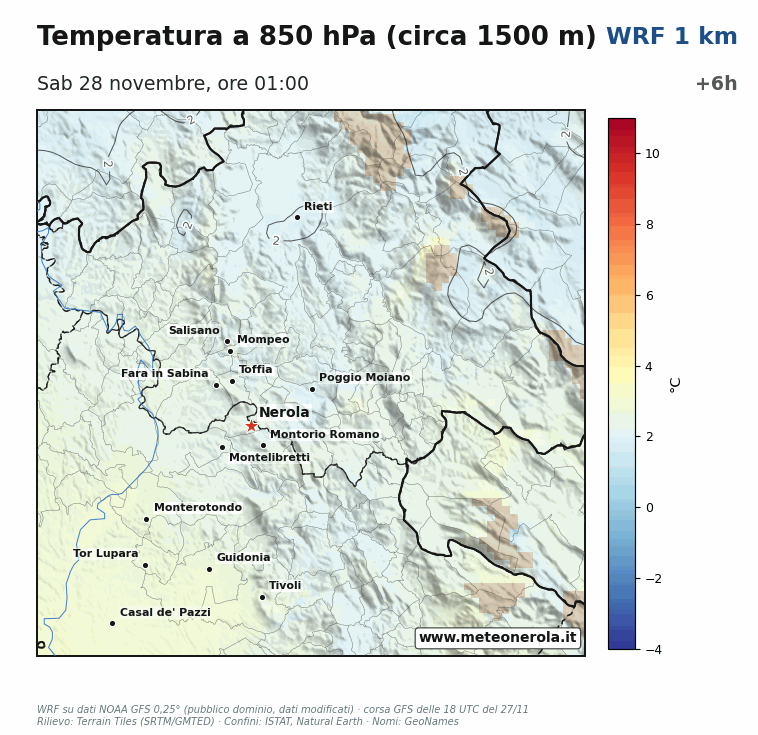 Temperatura a 850 hPa (circa 1500 m) WRF 1 km
Sab 28 novembre, ore 01:00 +6h
2
2
2
2
2
2
2
Rieti
Salisano
Mompeo
Fara in Sabina
Toffia
Poggio Moiano
Nerola
Montorio Romano
Montelibretti
Monterotondo
Tor Lupara
Guidonia
Tivoli
Casal de' Pazzi
www.meteonerola.it
10
8
6
4
2
0
−2
−4
°C
WRF su dati NOAA GFS 0,25° (pubblico dominio, dati modificati) · corsa GFS delle 18 UTC del 27/11
Rilievo: Terrain Tiles (SRTM/GMTED) · Confini: ISTAT, Natural Earth · Nomi: GeoNames